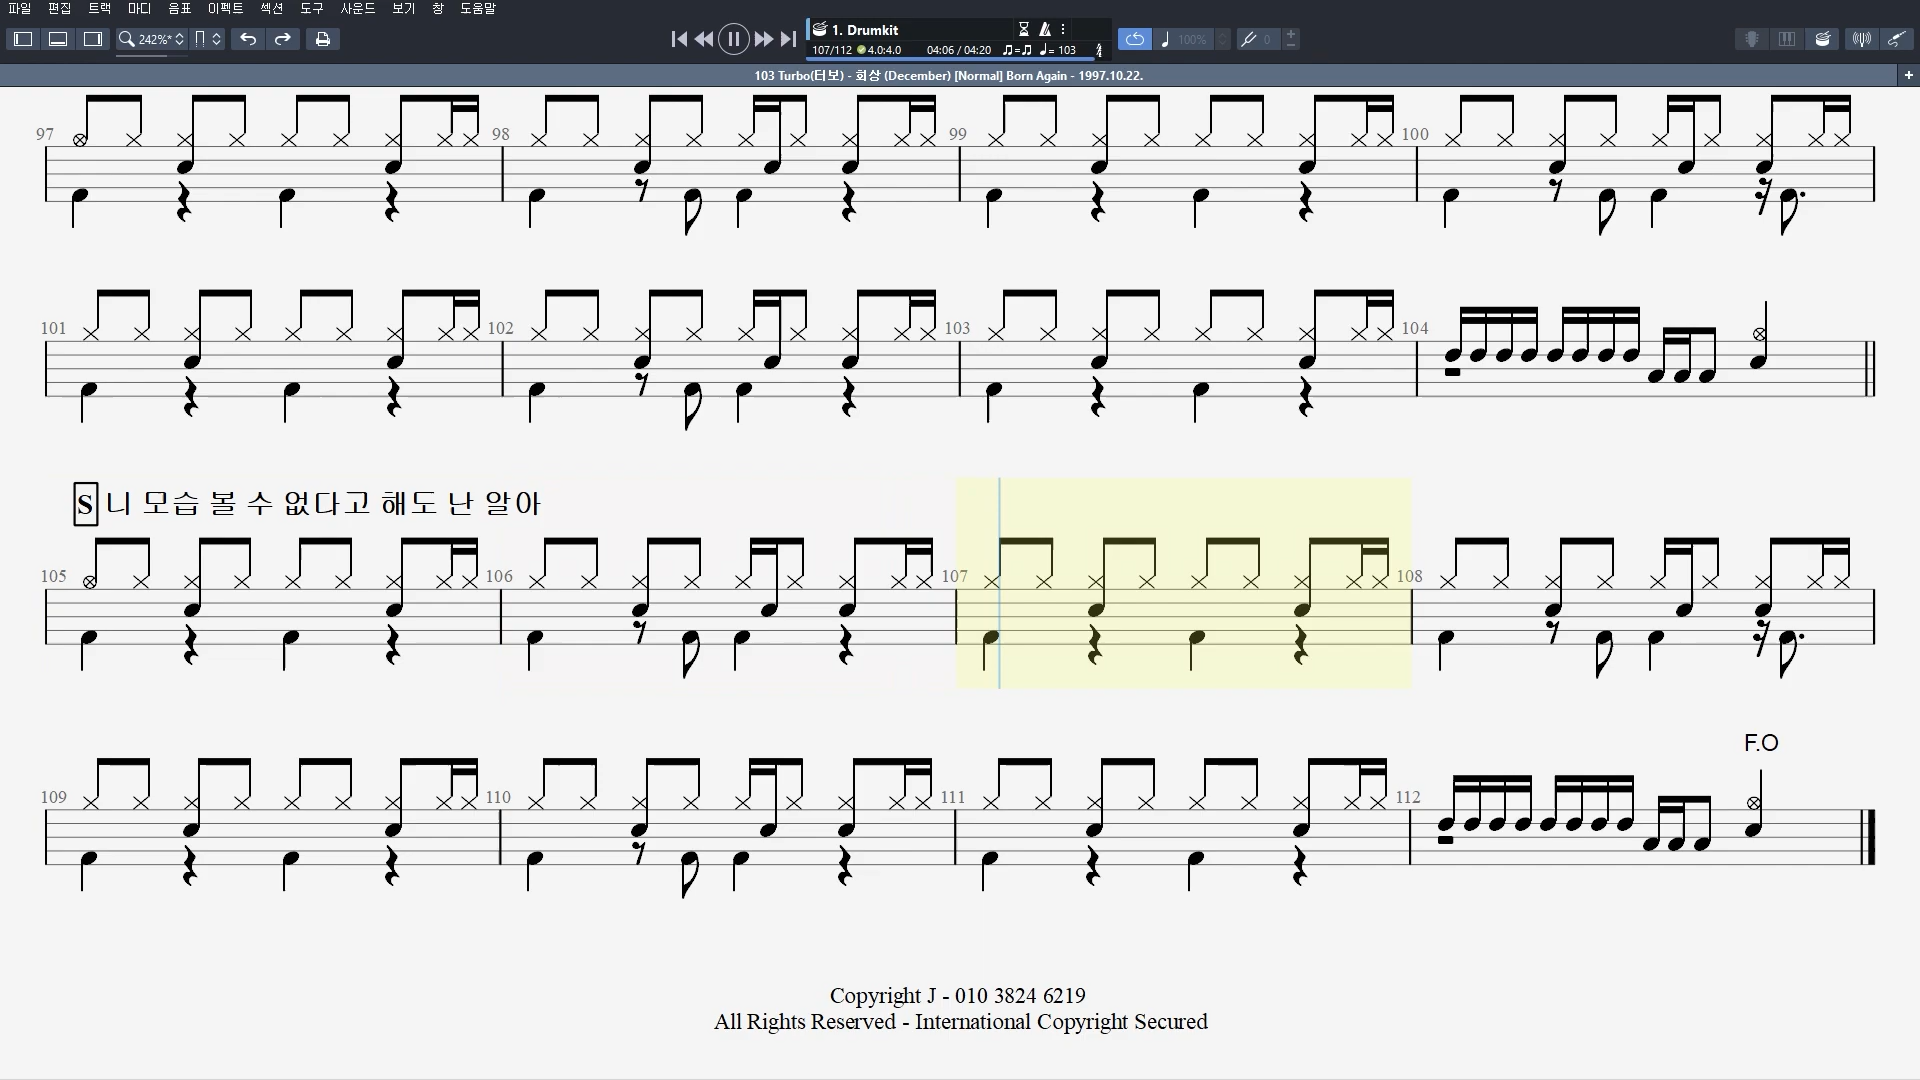 파일 편집 트랙 마디 음표 이펙트 섹션 도구 사운드 보기 창 도움말
242%*
1. Drumkit
107/112 4.0:4.0 04:06 / 04:20 ♫=♫ ♩= 103
100%
0
103 Turbo(터보) - 회상 (December) [Normal] Born Again - 1997.10.22.
97 98 99 100
101 102 103 104
S 니 모습 볼 수 없다고 해도 난 알아
105 106 107 108
F.O
109 110 111 112
Copyright J - 010 3824 6219
All Rights Reserved - International Copyright Secured